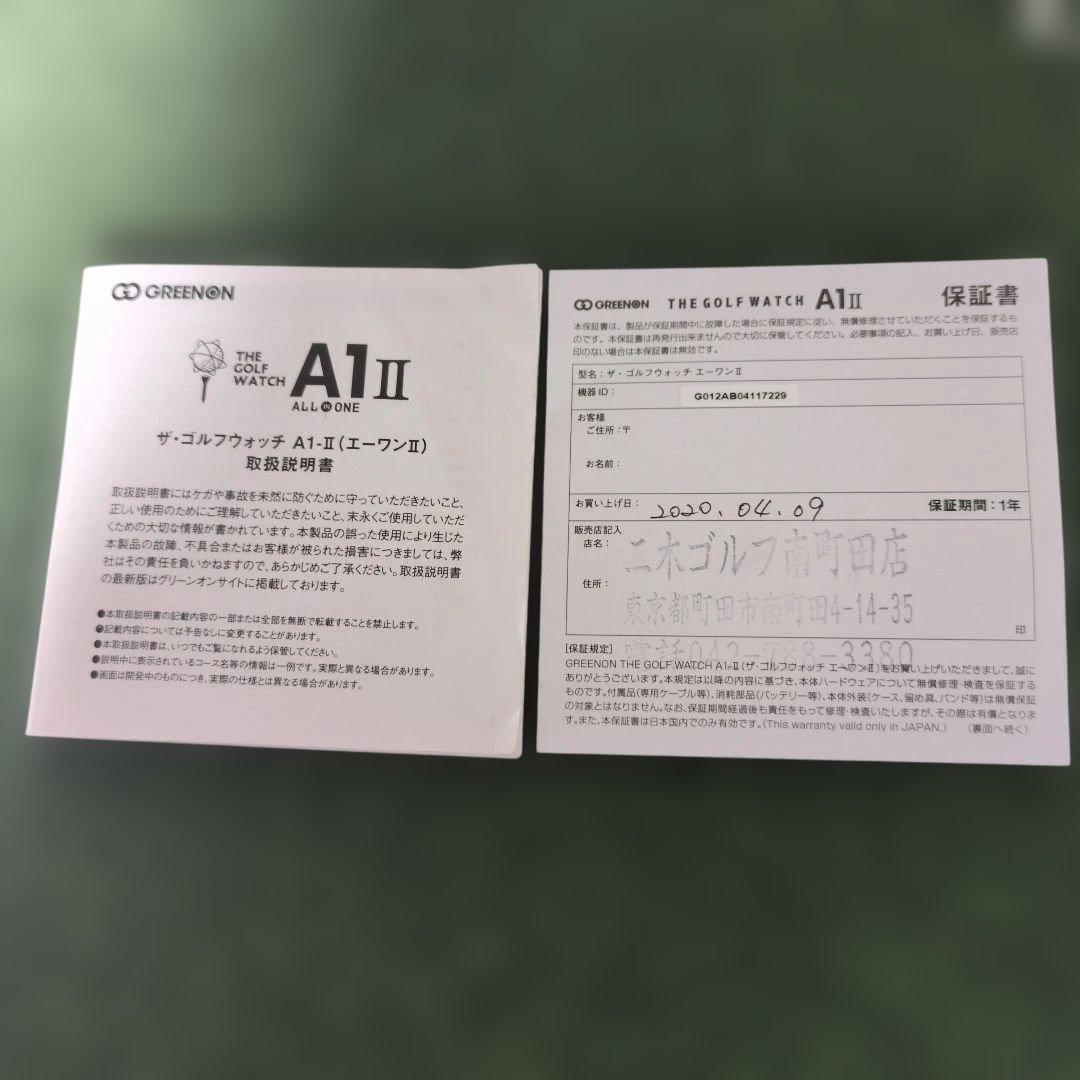 GREENON
THE
GOLF
WATCH
A1 II
ALL IN ONE
ザ・ゴルフウォッチ A1-Ⅱ(エーワンⅡ)
取扱説明書
取扱説明書にはケガや事故を未然に防ぐために守っていただきたいこと、
正しい使用のためにご理解していただきたいこと、末永くご使用していただ
くための大切な情報が書かれています。本製品の誤った使用により生じた
本製品の故障、不具合またはお客様が被られた損害につきましては、弊
社はその責任を負いかねますので、あらかじめご了承ください。取扱説明書
の最新版はグリーンオンサイトに掲載しております。
●本取扱説明書の記載内容の一部または全部を無断で転載することを禁止します。
●記載内容については予告なしに変更することがあります。
●本取扱説明書は、いつでもご覧になれるよう保管してください。
●説明中に表示されているコース名等の情報は一例です。実際と異なる場合があります。
●画面は開発中のものにつき、実際の仕様とは異なる場合があります。
GREENON THE GOLF WATCH A1 II 保証書
本保証書は、製品が保証期間中に故障した場合に保証規定に従い、無償修理させていただくことを保証するも
のです。本保証書は再発行出来ませんので大切に保管してください。必要事項の記入、お買い上げ日、販売店
印のない場合は本保証書は無効です。
型名:ザ・ゴルフウォッチ エーワンⅡ
機器ID: G012AB04117229
お客様
ご住所:〒
お名前:
お買い上げ日: 2020.04.09 保証期間:1年
販売店記入
店名: 二木ゴルフ南町田店
住所: 東京都町田市南町田4-14-35
印
電話042-788-3380
[保証規定]
GREENON THE GOLF WATCH A1-Ⅱ(ザ・ゴルフウォッチ エーワンⅡ)をお買い上げいただきまして、誠に
ありがとうございます。本規定は以降の内容に基づき、本体ハードウェアについて無償修理・検査を保証する
ものです。付属品(専用ケーブル等)、消耗部品(バッテリー等)、本体外装(ケース、留め具、バンド等)は無償保証
の対象とはなりません。なお、保証期間経過後も責任をもって修理・検査いたしますが、その際は有償となりま
す。また、本保証書は日本国内でのみ有効です。(This warranty valid only in JAPAN.) (裏面へ続く)